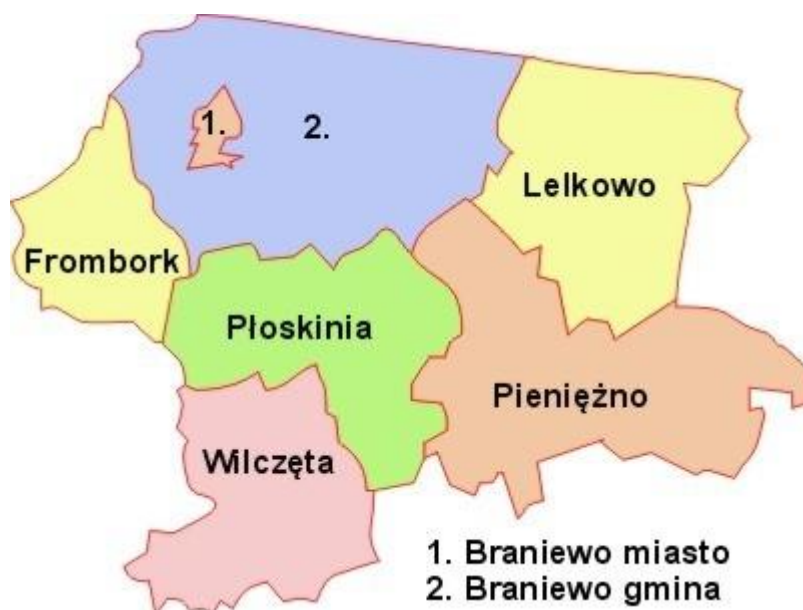 1.
2.
Lelkowo
Frombork
Płoskinia
Pieniężno
Wilczęta
1. Braniewo miasto
2. Braniewo gmina